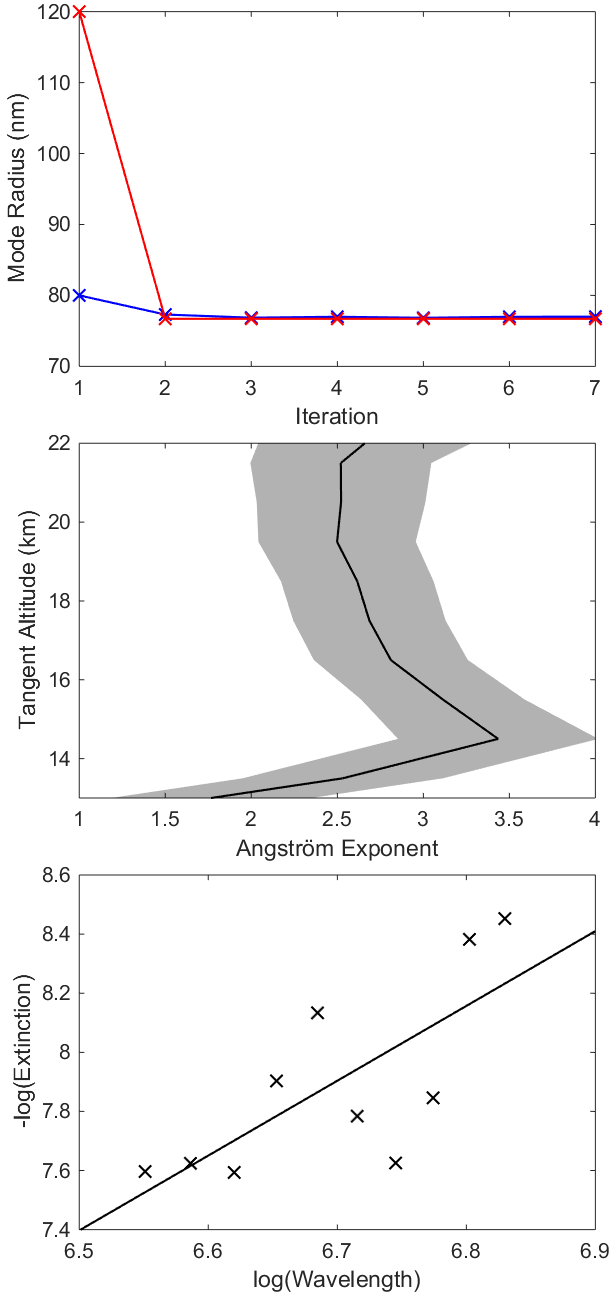 120
110
100
90
80
70
Mode Radius (nm)
1 2 3 4 5 6 7
Iteration
22
20
18
16
14
Tangent Altitude (km)
1 1.5 2 2.5 3 3.5 4
Angström Exponent
8.6
8.4
8.2
8
7.8
7.6
7.4
-log(Extinction)
6.5 6.6 6.7 6.8 6.9
log(Wavelength)